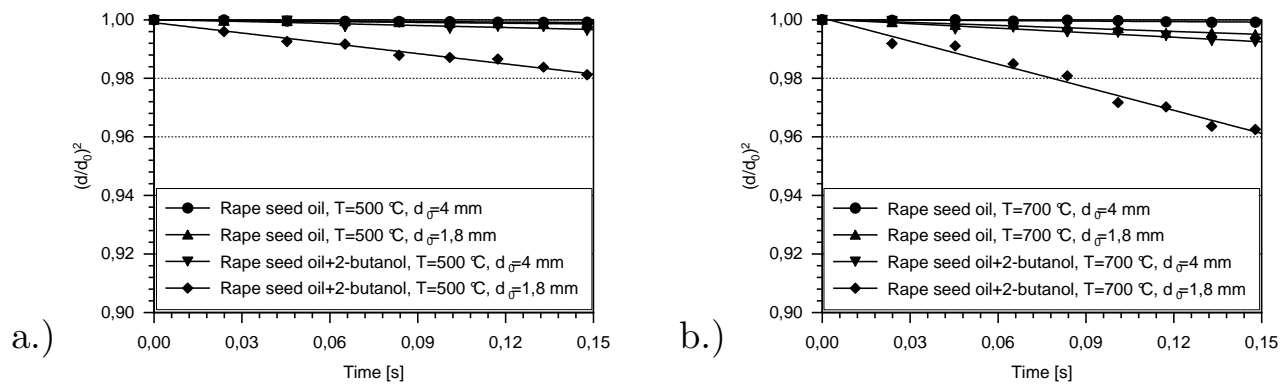 1,00
0,98
0,96
0,94
0,92
0,90
(d/d₀)²
Rape seed oil, T=500 °C, d₀=4 mm
Rape seed oil, T=500 °C, d₀=1,8 mm
Rape seed oil+2-butanol, T=500 °C, d₀=4 mm
Rape seed oil+2-butanol, T=500 °C, d₀=1,8 mm
0,00 0,03 0,06 0,09 0,12 0,15
Time [s]
a.)
1,00
0,98
0,96
0,94
0,92
0,90
(d/d₀)²
Rape seed oil, T=700 °C, d₀=4 mm
Rape seed oil, T=700 °C, d₀=1,8 mm
Rape seed oil+2-butanol, T=700 °C, d₀=4 mm
Rape seed oil+2-butanol, T=700 °C, d₀=1,8 mm
0,00 0,03 0,06 0,09 0,12 0,15
Time [s]
b.)